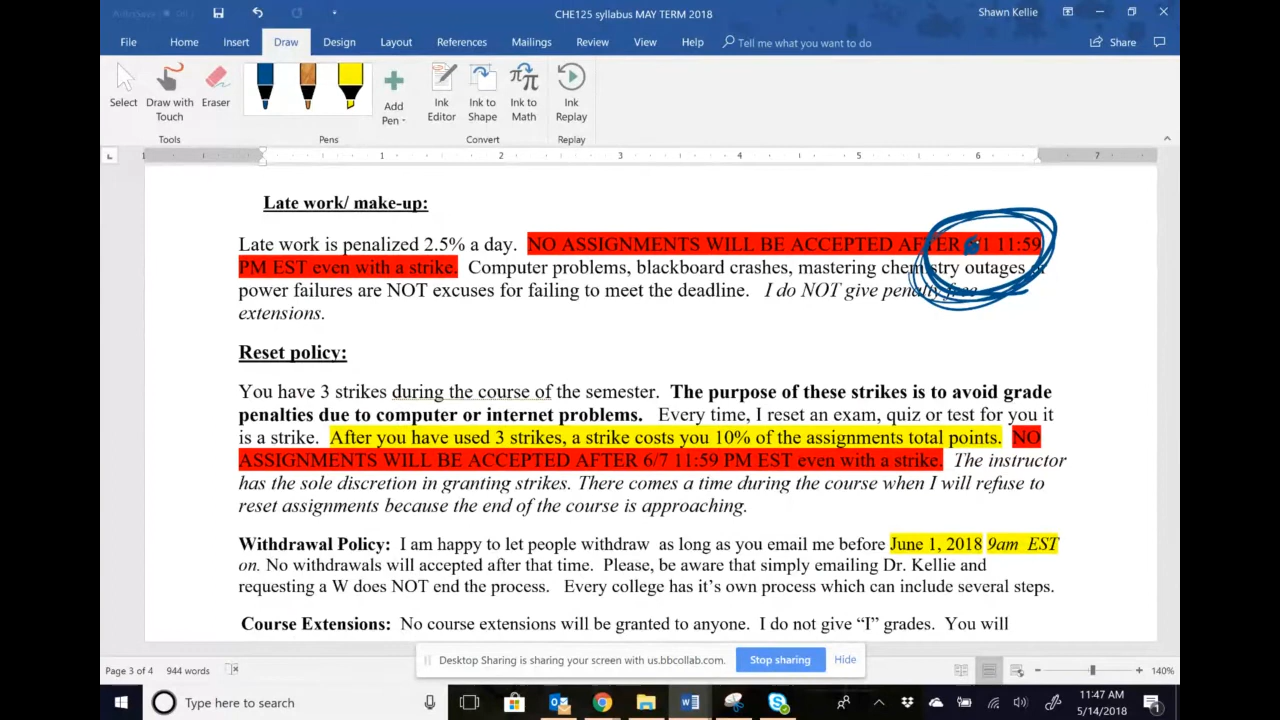 CHE125 syllabus MAY TERM 2018
Shawn Kellie
File Home Insert Draw Design Layout References Mailings Review View Help Tell me what you want to do Share
Select Draw with Touch Eraser Add Pen Ink Editor Ink to Shape Ink to Math Ink Replay
Tools Pens Convert Replay
1 1 2 3 4 5 6 7
Late work/ make-up:
Late work is penalized 2.5% a day. NO ASSIGNMENTS WILL BE ACCEPTED AFTER /1 11:59
PM EST even with a strike. Computer problems, blackboard crashes, mastering chemistry outages
power failures are NOT excuses for failing to meet the deadline. I do NOT give penalty free
extensions.
Reset policy:
You have 3 strikes during the course of the semester. The purpose of these strikes is to avoid grade
penalties due to computer or internet problems. Every time, I reset an exam, quiz or test for you it
is a strike. After you have used 3 strikes, a strike costs you 10% of the assignments total points. NO
ASSIGNMENTS WILL BE ACCEPTED AFTER 6/7 11:59 PM EST even with a strike. The instructor
has the sole discretion in granting strikes. There comes a time during the course when I will refuse to
reset assignments because the end of the course is approaching.
Withdrawal Policy: I am happy to let people withdraw as long as you email me before June 1, 2018 9am EST
on. No withdrawals will accepted after that time. Please, be aware that simply emailing Dr. Kellie and
requesting a W does NOT end the process. Every college has it's own process which can include several steps.
Course Extensions: No course extensions will be granted to anyone. I do not give “I” grades. You will
Desktop Sharing is sharing your screen with us.bbcollab.com. Stop sharing Hide
Page 3 of 4 944 words 140%
Type here to search
11:47 AM
5/14/2018